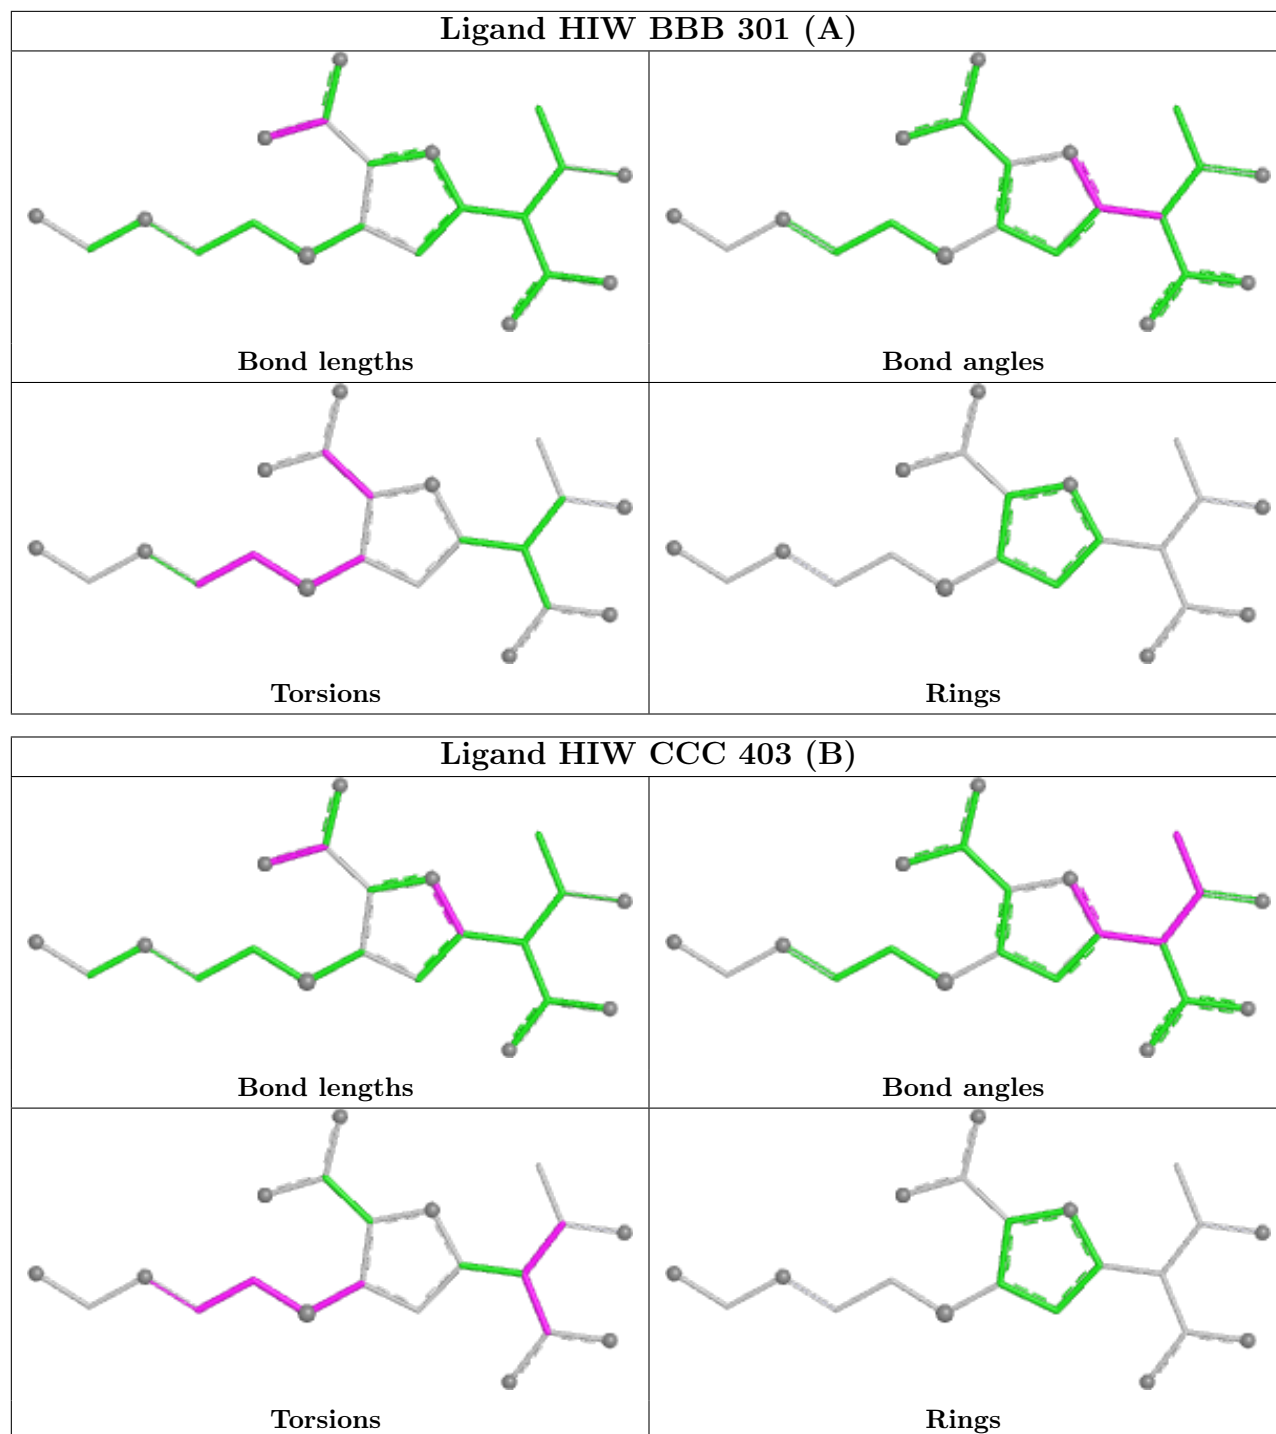 Ligand HIW BBB 301 (A)
Bond lengths
Bond angles
Torsions
Rings
Ligand HIW CCC 403 (B)
Bond lengths
Bond angles
Torsions
Rings